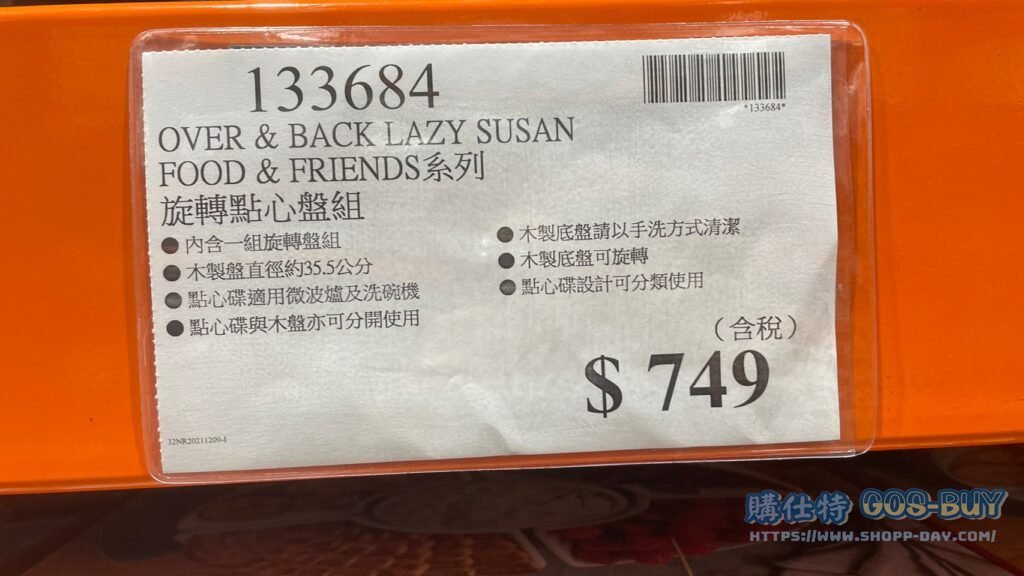 133684
*133684*
OVER & BACK LAZY SUSAN
FOOD & FRIENDS系列
旋轉點心盤組
● 內含一組旋轉盤組
● 木製盤直徑約35.5公分
● 點心碟適用微波爐及洗碗機
● 點心碟與木盤亦可分開使用
● 木製底盤請以手洗方式清潔
● 木製底盤可旋轉
● 點心碟設計可分類使用
（含稅）
$ 749
32NR20211209-1
購仕特 GOS-BUY
HTTPS://WWW.SHOPP-DAY.COM/